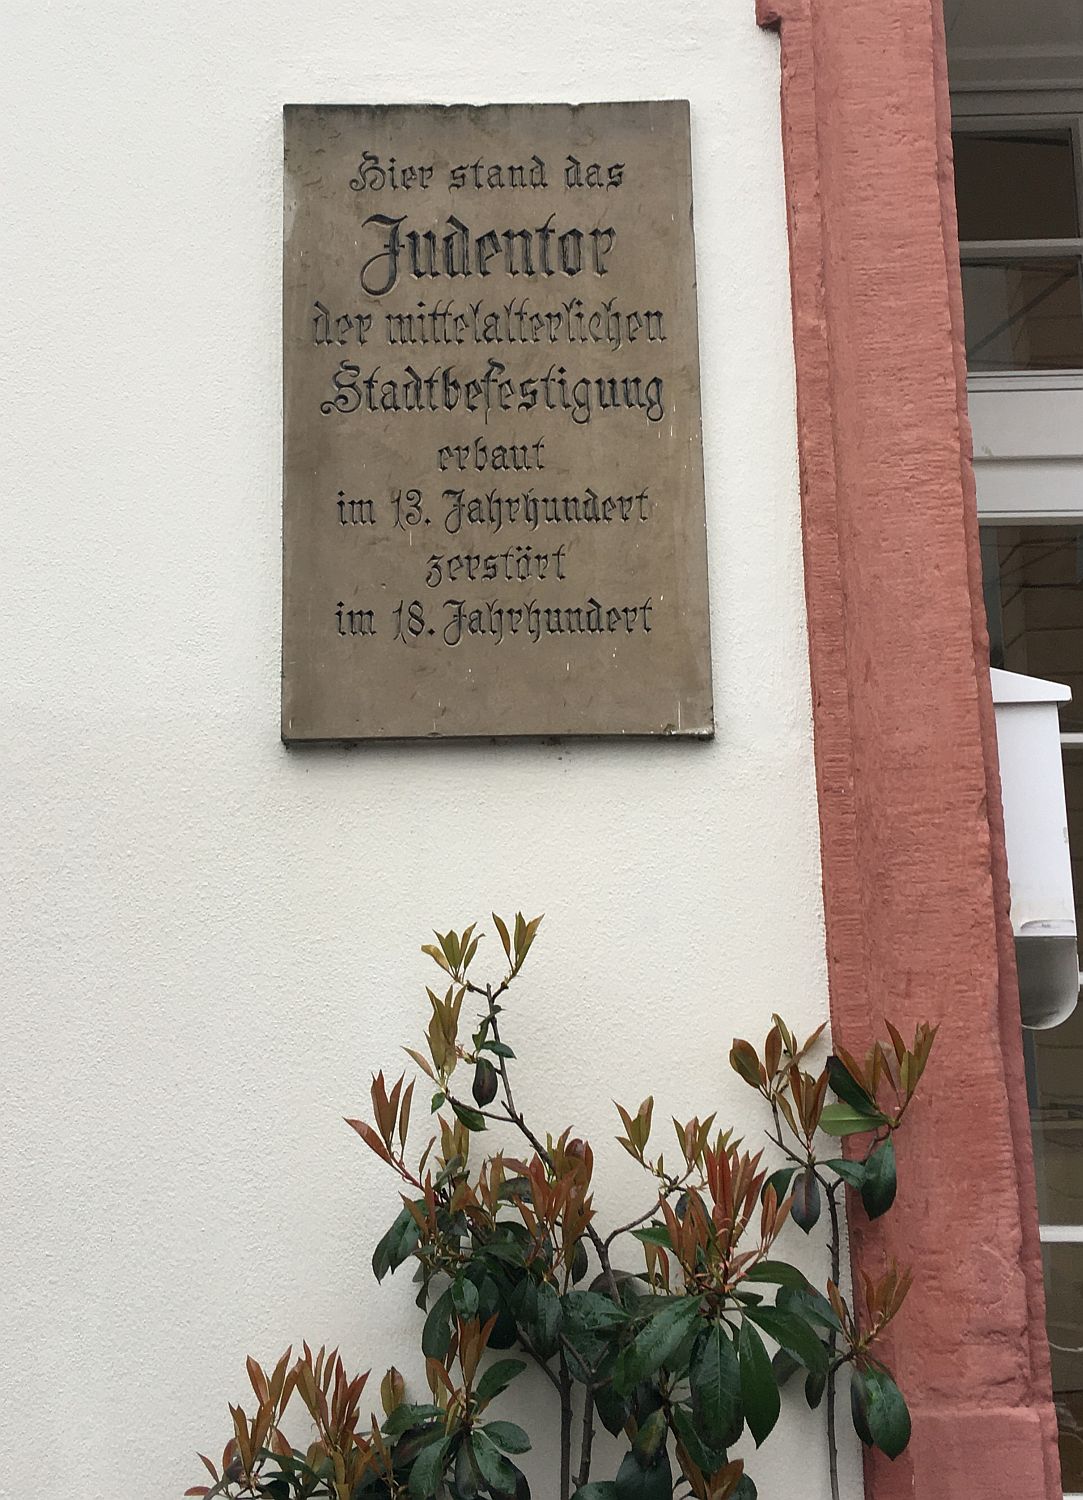 Hier stand das
Judentor
der mittelalterlichen
Stadtbefestigung
erbaut
im 13. Jahrhundert
zerstört
im 18. Jahrhundert